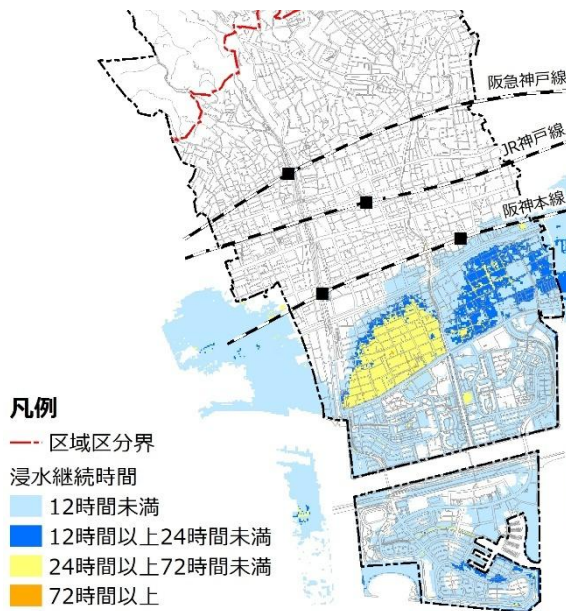 阪急神戸線
JR神戸線
阪神本線
凡例
区域区分界
浸水継続時間
12時間未満
12時間以上24時間未満
24時間以上72時間未満
72時間以上